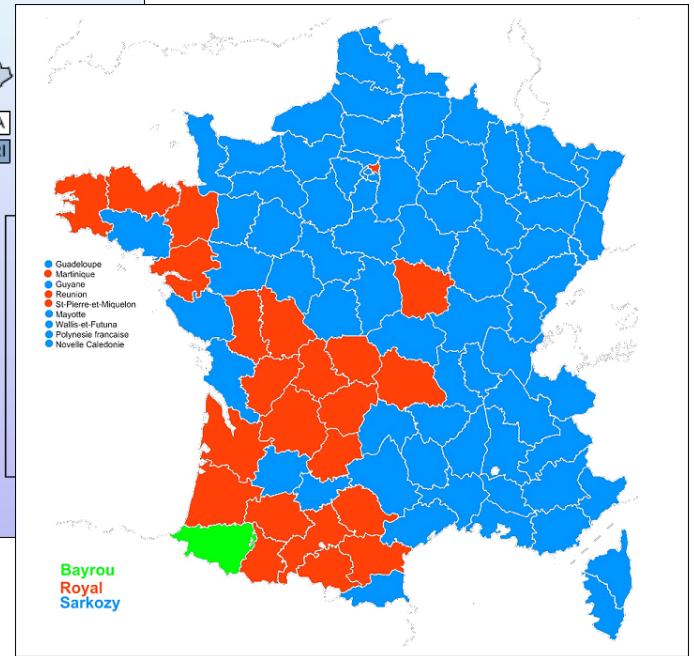 A
RI
Guadeloupe
Martinique
Guyane
Reunion
St-Pierre-et-Miquelon
Mayotte
Wallis-et-Futuna
Polynesie francaise
Novelle Caledonie
Bayrou
Royal
Sarkozy